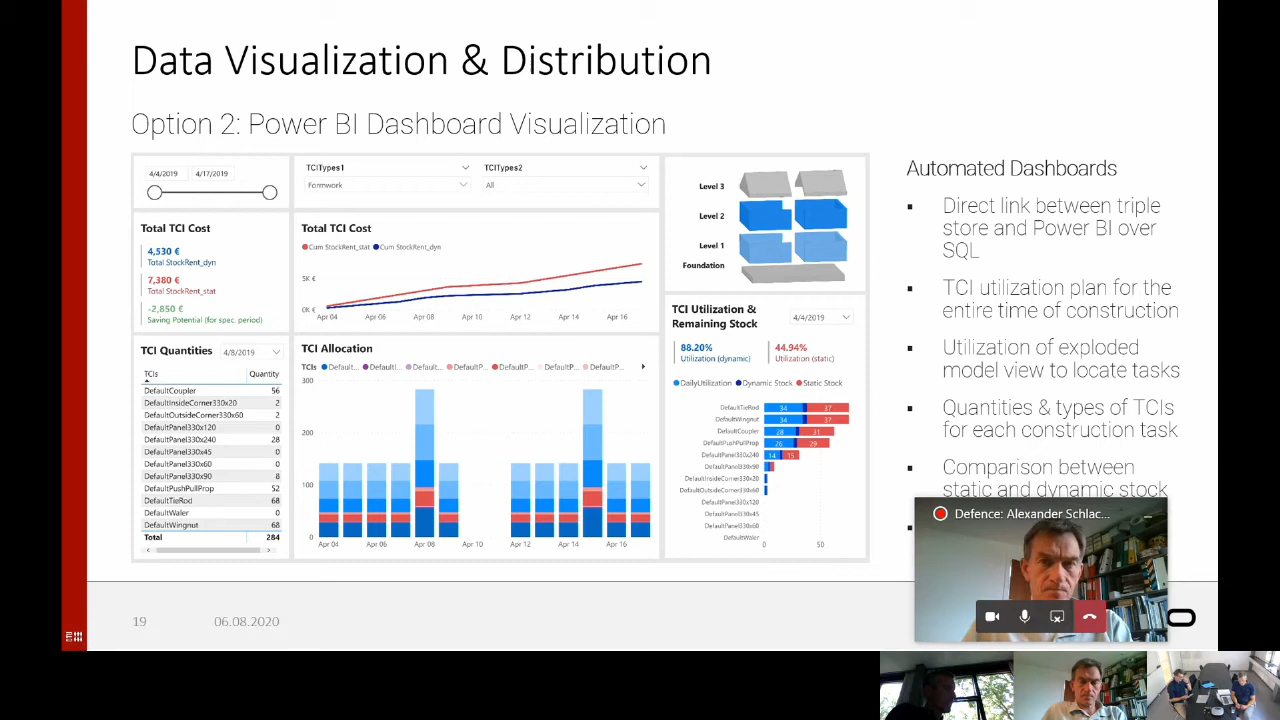 Data Visualization & Distribution
Option 2: Power BI Dashboard Visualization
4/4/2019 4/17/2019
TCITypes1 TCITypes2
Formwork All
Total TCI Cost
4,530 €
Total StockRent_dyn
7,380 €
Total StockRent_stat
-2,850 €
Saving Potential (for spec. period)
Total TCI Cost
Cum StockRent_stat Cum StockRent_dyn
5K €
0K €
Apr 04 Apr 06 Apr 08 Apr 10 Apr 12 Apr 14 Apr 16
Level 3
Level 2
Level 1
Foundation
TCI Quantities 4/8/2019
TCIs Quantity
DefaultCoupler 56
DefaultInsideCorner330x20 2
DefaultOutsideCorner330x60 2
DefaultPanel330x120 0
DefaultPanel330x240 28
DefaultPanel330x45 0
DefaultPanel330x60 0
DefaultPanel330x90 8
DefaultPushPullProp 52
DefaultTieRod 68
DefaultWaler 0
DefaultWingnut 68
Total 284
TCI Allocation
TCIs Default... Default... Default... DefaultP... DefaultP... DefaultP... DefaultP...
300
200
100
0
Apr 04 Apr 06 Apr 08 Apr 10 Apr 12 Apr 14 Apr 16
TCI Utilization &
Remaining Stock 4/4/2019
88.20% 44.94%
Utilization (dynamic) Utilization (static)
DailyUtilization Dynamic Stock Static Stock
DefaultTieRod 34 37
DefaultWingnut 34 37
DefaultCoupler 28 31
DefaultPushPullProp 26 29
DefaultPanel330x240 14 15
DefaultPanel330x90
DefaultInsideCorner330x20
DefaultOutsideCorner330x60
DefaultPanel330x120
DefaultPanel330x45
DefaultPanel330x60
DefaultWaler
0 50
Automated Dashboards
▪ Direct link between triple
store and Power BI over
SQL
▪ TCI utilization plan for the
entire time of construction
▪ Utilization of exploded
model view to locate tasks
▪ Quantities & types of TCIs
for each construction task
▪ Comparison between
static and dynamic stock
Defence: Alexander Schlac...
19 06.08.2020